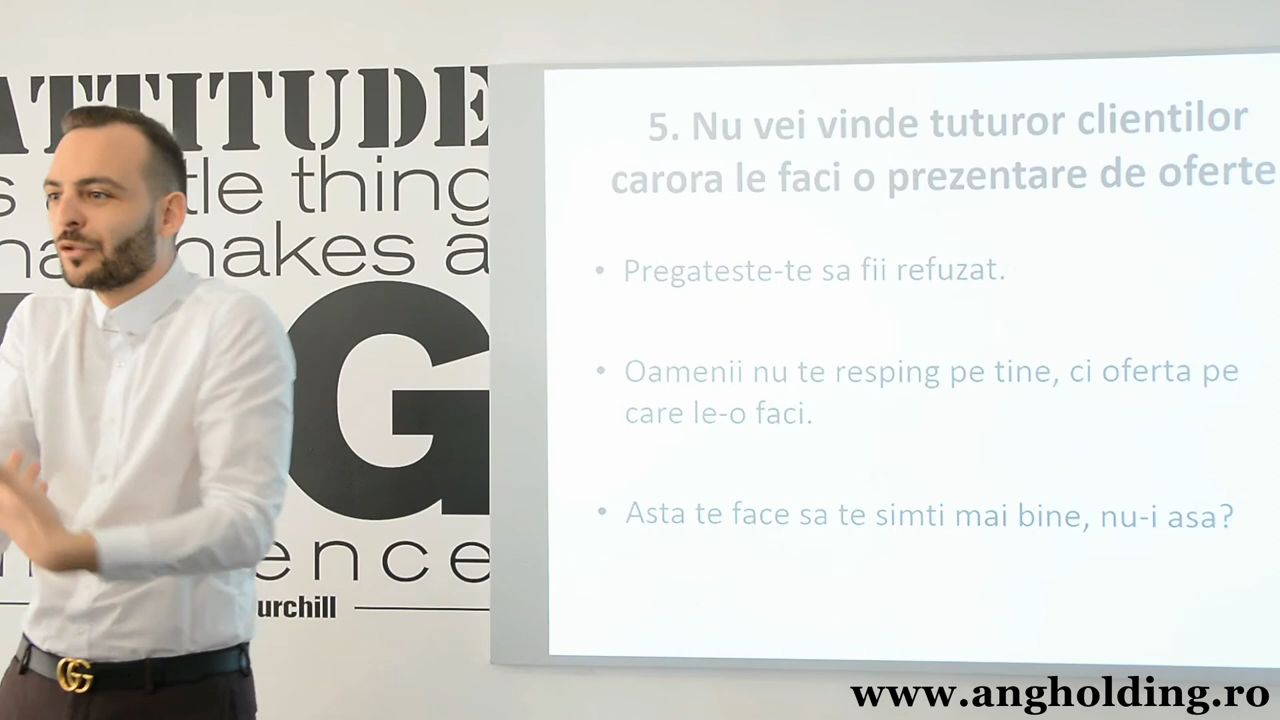 ATTITUDE
tle thing
makes a
G
ence
urchill
5. Nu vei vinde tuturor clientilor
carora le faci o prezentare de oferte
• Pregateste-te sa fii refuzat.
• Oamenii nu te resping pe tine, ci oferta pe
care le-o faci.
• Asta te face sa te simti mai bine, nu-i asa?
www.angholding.ro